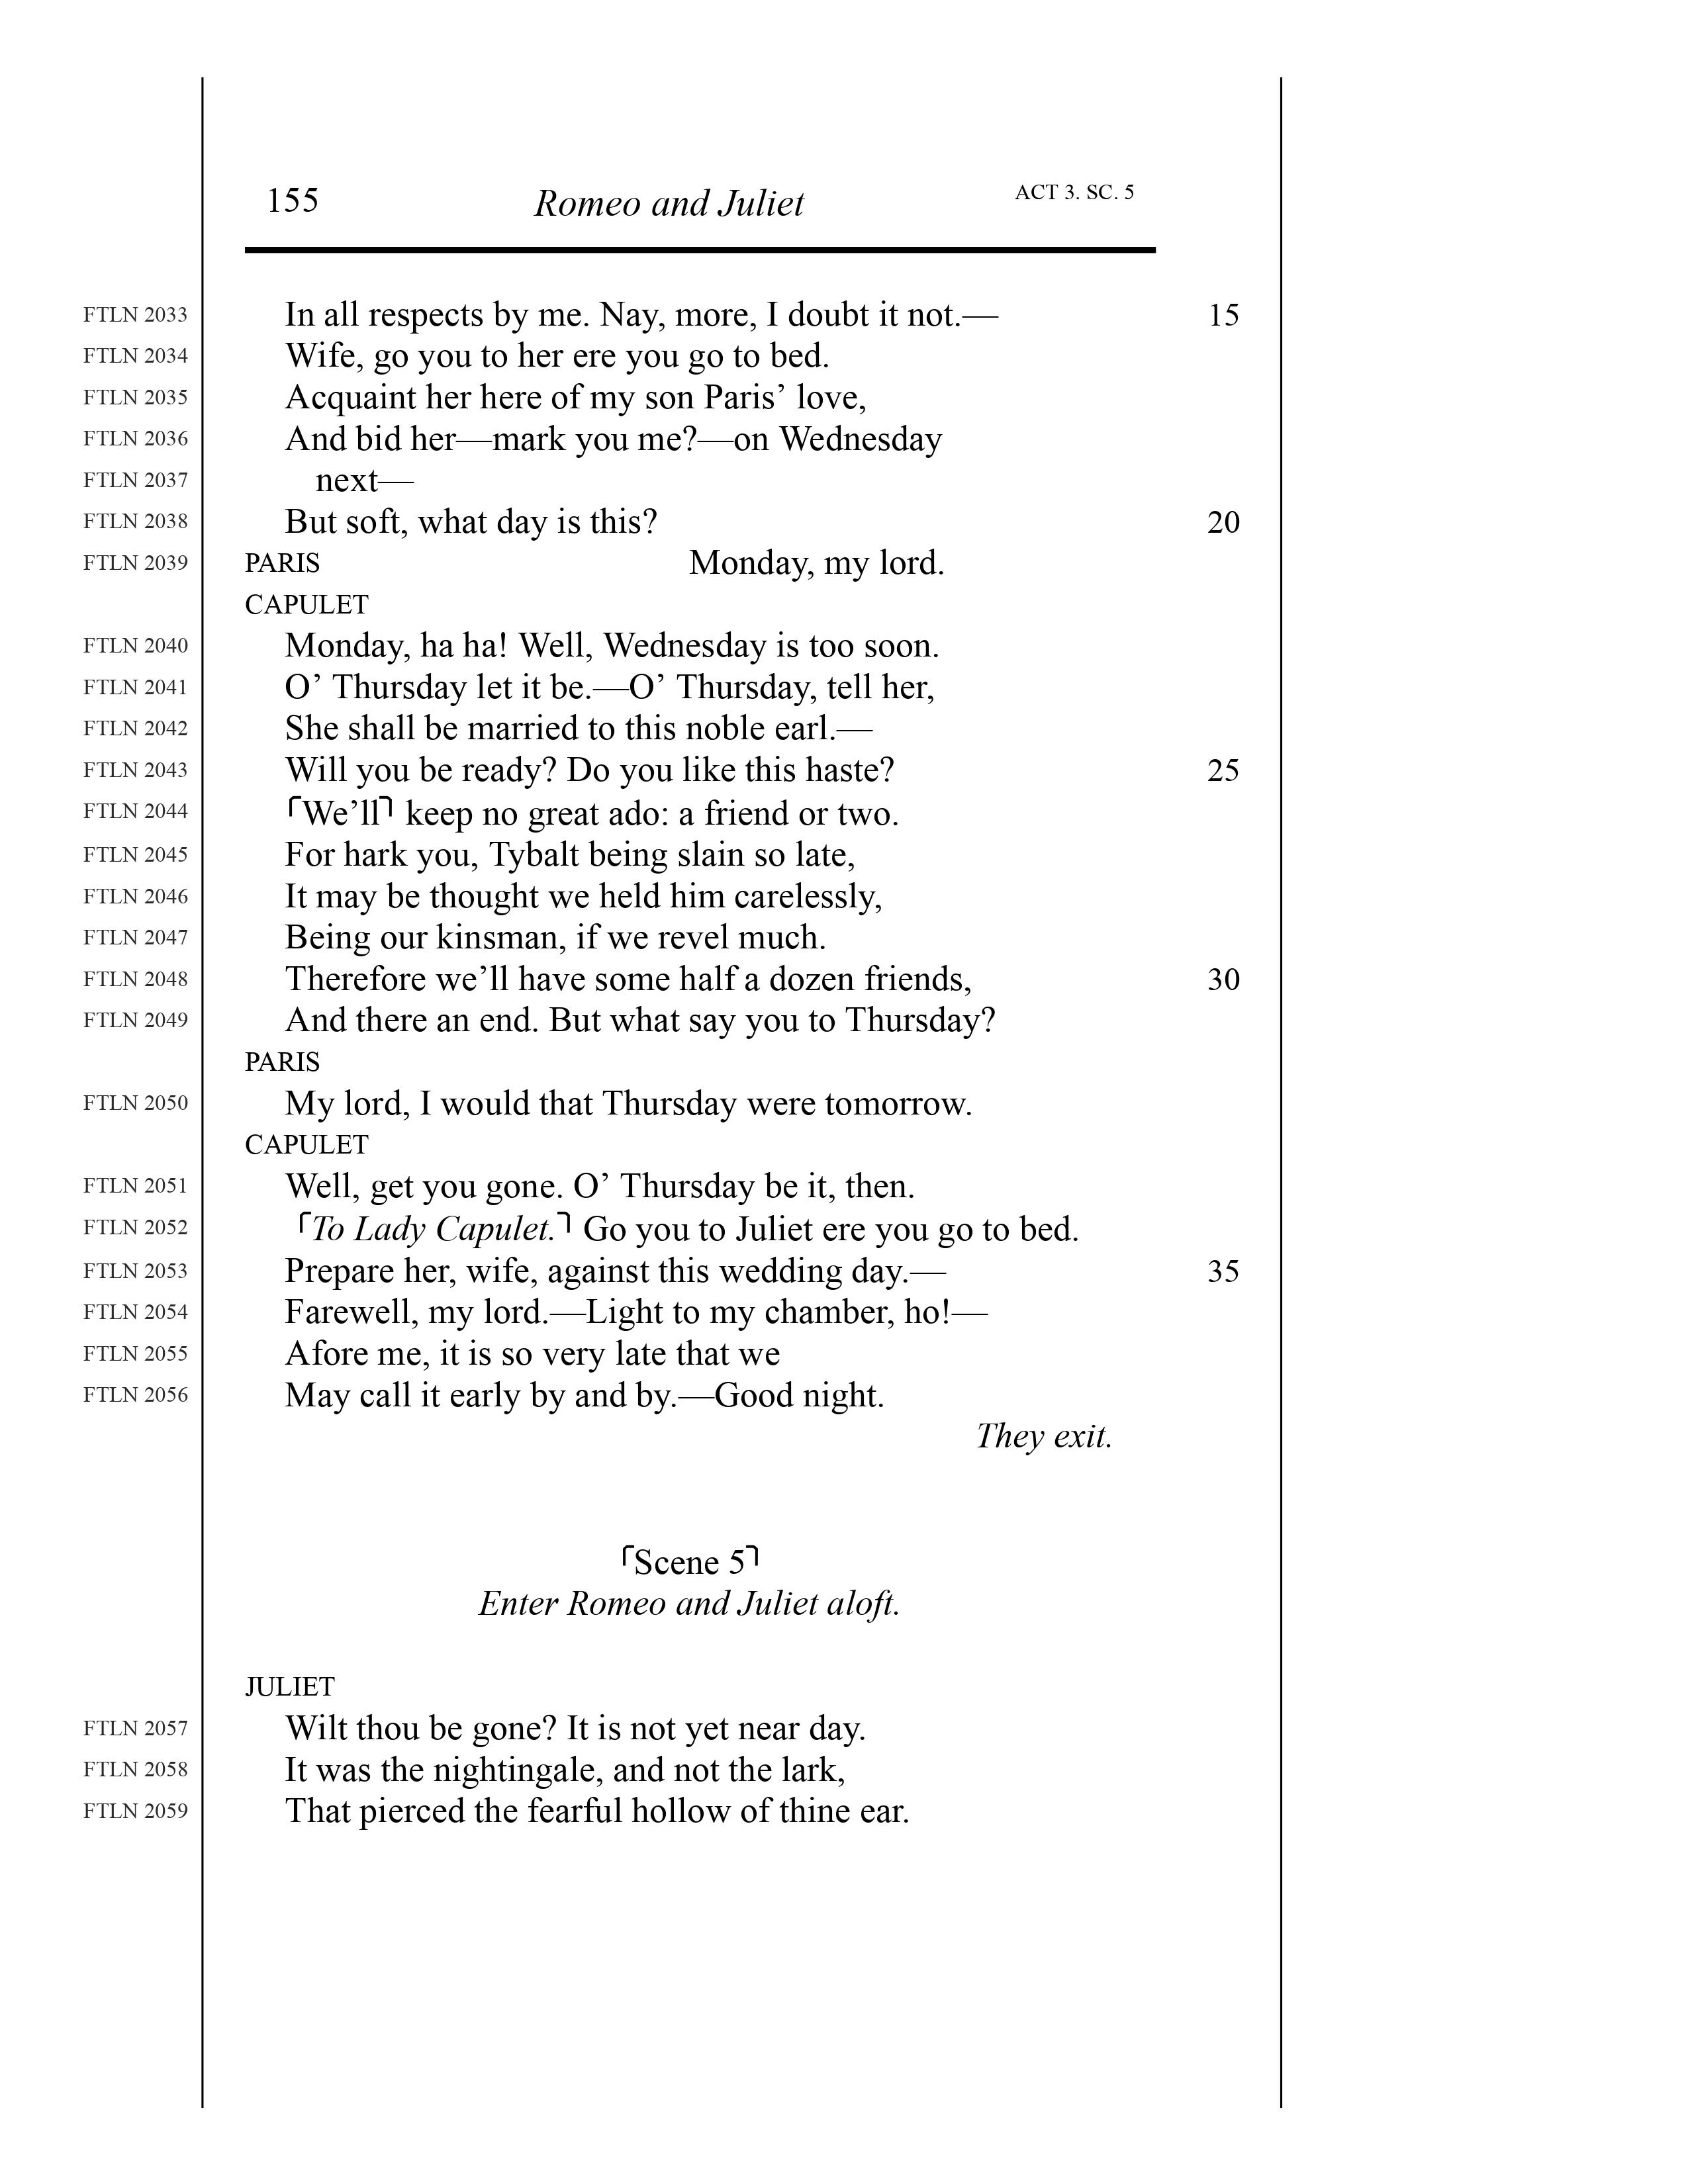 155 Romeo and Juliet ACT 3. SC. 5
FTLN 2033 In all respects by me. Nay, more, I doubt it not.— 15
FTLN 2034 Wife, go you to her ere you go to bed.
FTLN 2035 Acquaint her here of my son Paris’ love,
FTLN 2036 And bid her—mark you me?—on Wednesday
FTLN 2037 next—
FTLN 2038 But soft, what day is this? 20
FTLN 2039 PARIS Monday, my lord.
CAPULET
FTLN 2040 Monday, ha ha! Well, Wednesday is too soon.
FTLN 2041 O’ Thursday let it be.—O’ Thursday, tell her,
FTLN 2042 She shall be married to this noble earl.—
FTLN 2043 Will you be ready? Do you like this haste? 25
FTLN 2044 ⌜We’ll⌝ keep no great ado: a friend or two.
FTLN 2045 For hark you, Tybalt being slain so late,
FTLN 2046 It may be thought we held him carelessly,
FTLN 2047 Being our kinsman, if we revel much.
FTLN 2048 Therefore we’ll have some half a dozen friends, 30
FTLN 2049 And there an end. But what say you to Thursday?
PARIS
FTLN 2050 My lord, I would that Thursday were tomorrow.
CAPULET
FTLN 2051 Well, get you gone. O’ Thursday be it, then.
FTLN 2052 ⌜To Lady Capulet.⌝ Go you to Juliet ere you go to bed.
FTLN 2053 Prepare her, wife, against this wedding day.— 35
FTLN 2054 Farewell, my lord.—Light to my chamber, ho!—
FTLN 2055 Afore me, it is so very late that we
FTLN 2056 May call it early by and by.—Good night.
They exit.
⌜Scene 5⌝
Enter Romeo and Juliet aloft.
JULIET
FTLN 2057 Wilt thou be gone? It is not yet near day.
FTLN 2058 It was the nightingale, and not the lark,
FTLN 2059 That pierced the fearful hollow of thine ear.